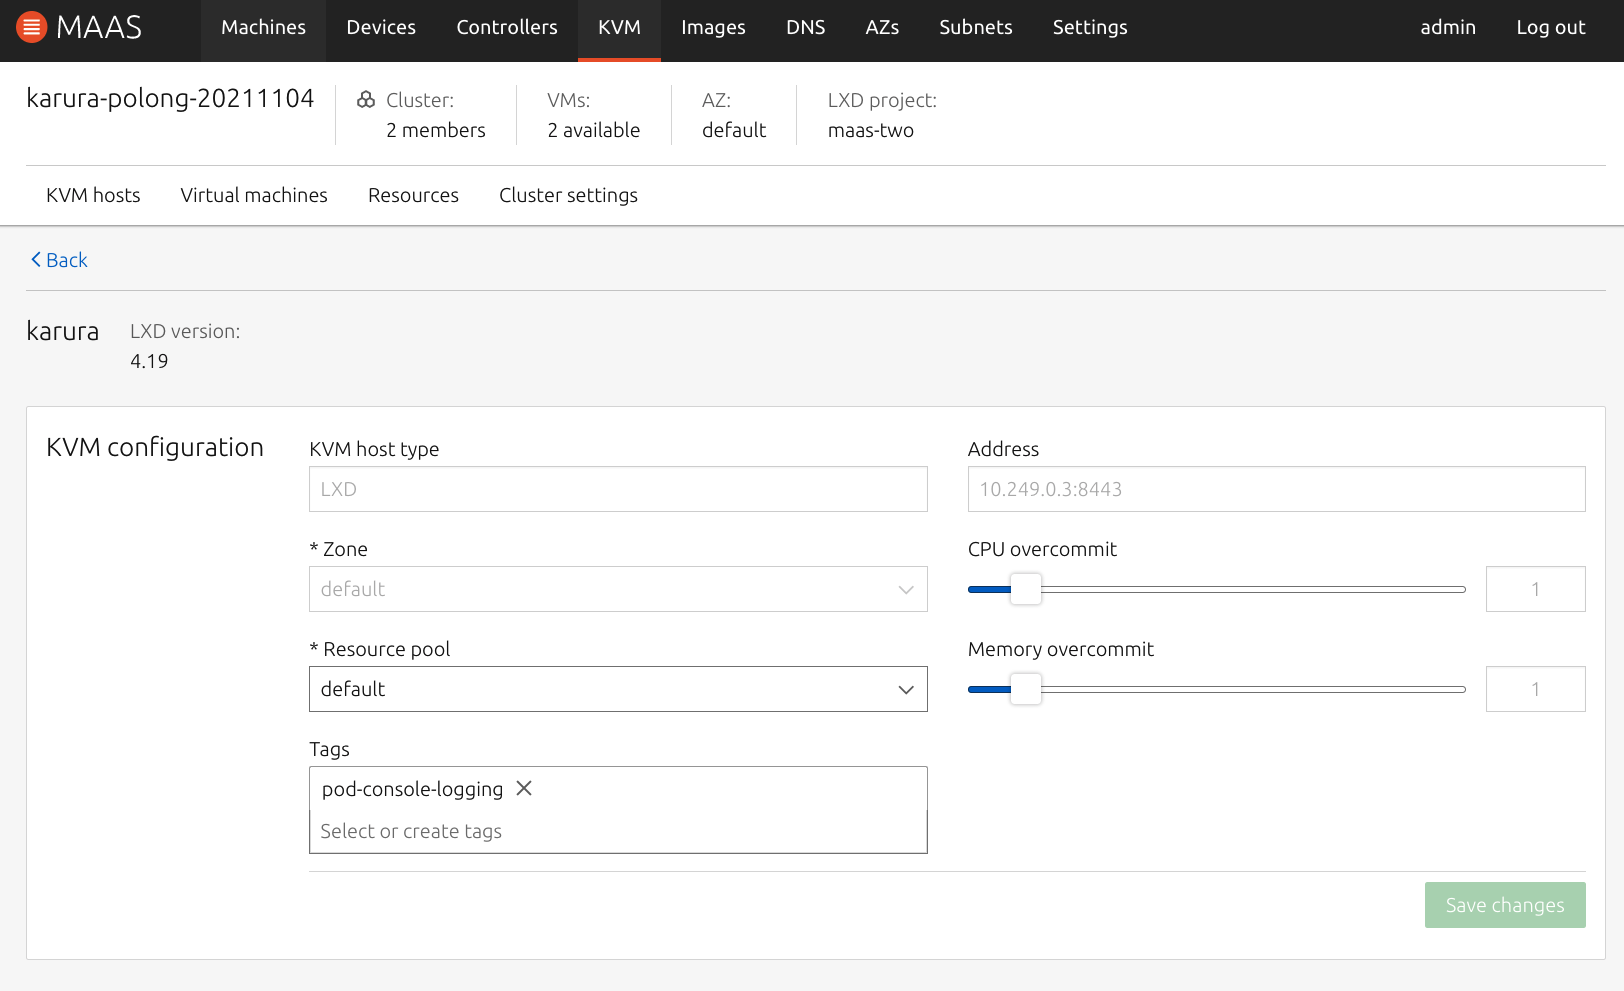 MAAS Machines Devices Controllers KVM Images DNS AZs Subnets Settings admin Log out
karura-polong-20211104
Cluster:
2 members
VMs:
2 available
AZ:
default
LXD project:
maas-two
KVM hosts Virtual machines Resources Cluster settings
Back
karura
LXD version:
4.19
KVM configuration
KVM host type
LXD
* Zone
default
* Resource pool
default
Tags
pod-console-logging
Select or create tags
Address
10.249.0.3:8443
CPU overcommit
1
Memory overcommit
1
Save changes